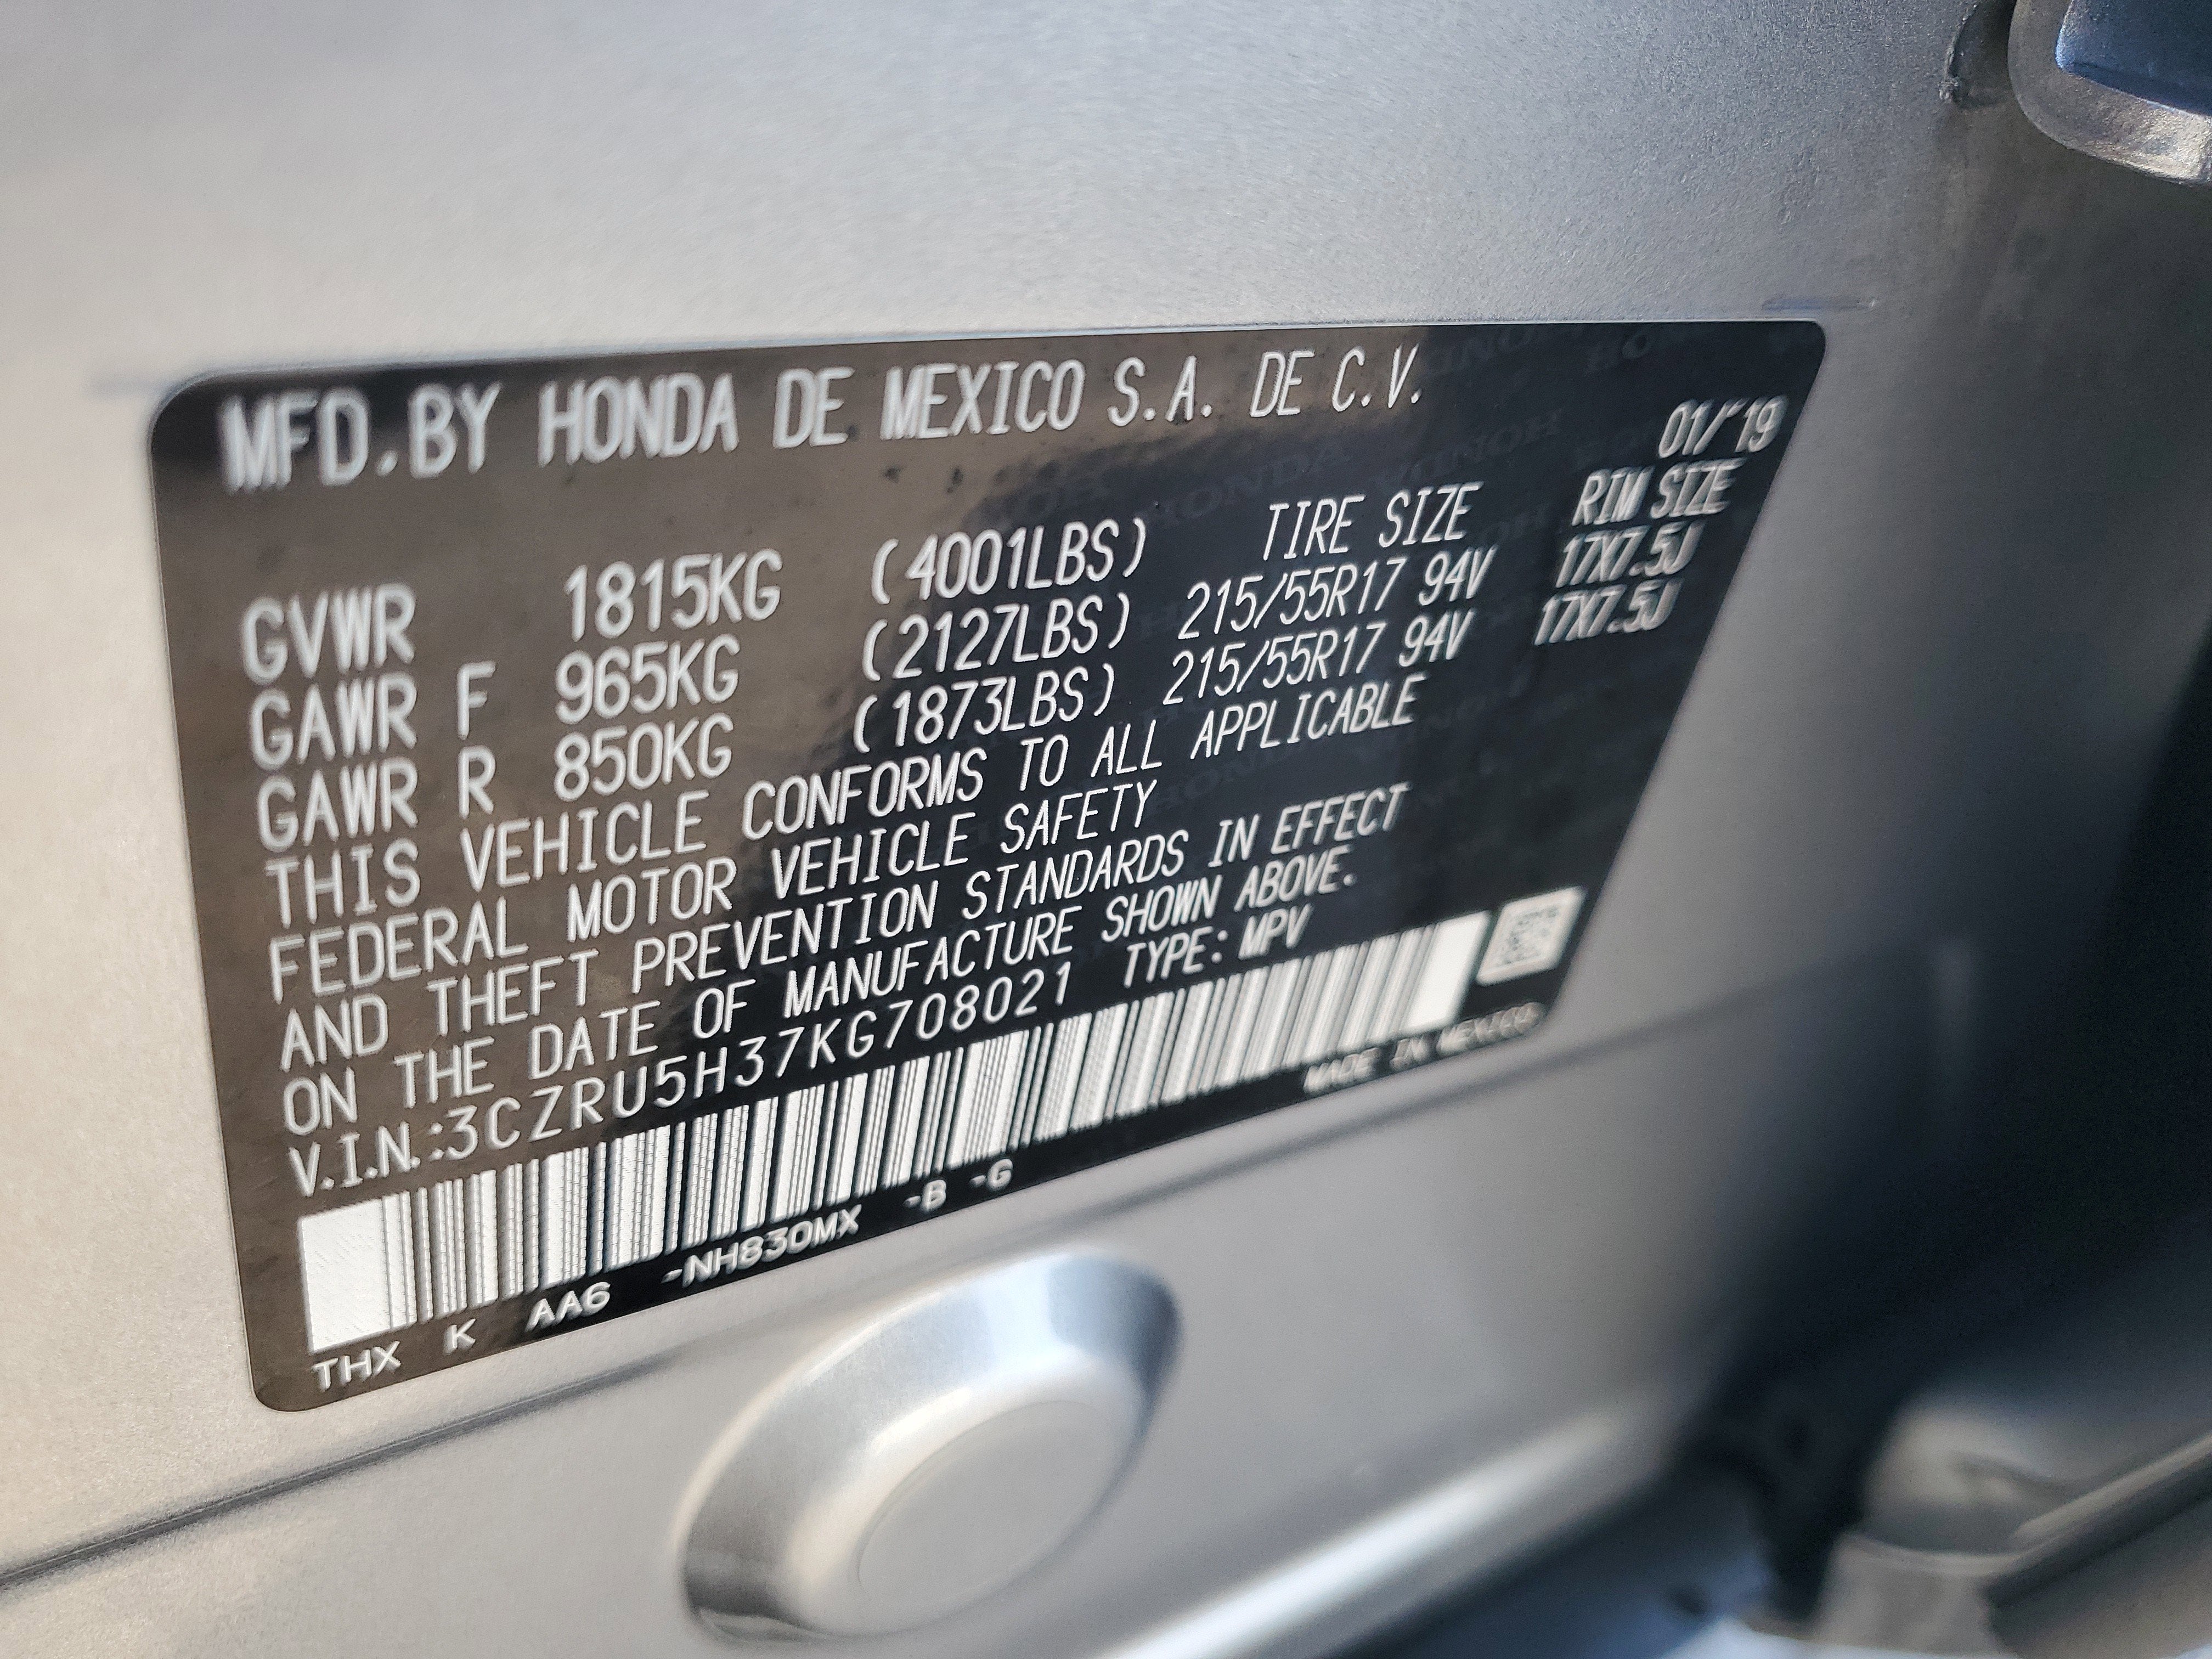 MFD.BY HONDA DE MEXICO S.A. DE C.V.
01/'19
TIRE SIZE RIM SIZE
GVWR 1815KG (4001LBS)
GAWR F 965KG (2127LBS) 215/55R17 94V 17X7.5J
GAWR R 850KG (1873LBS) 215/55R17 94V 17X7.5J
THIS VEHICLE CONFORMS TO ALL APPLICABLE
FEDERAL MOTOR VEHICLE SAFETY
AND THEFT PREVENTION STANDARDS IN EFFECT
ON THE DATE OF MANUFACTURE SHOWN ABOVE.
V.I.N.:3CZRU5H37KG708021 TYPE: MPV
THX K AA6 -NH830MX -B -G MADE IN MEXICO